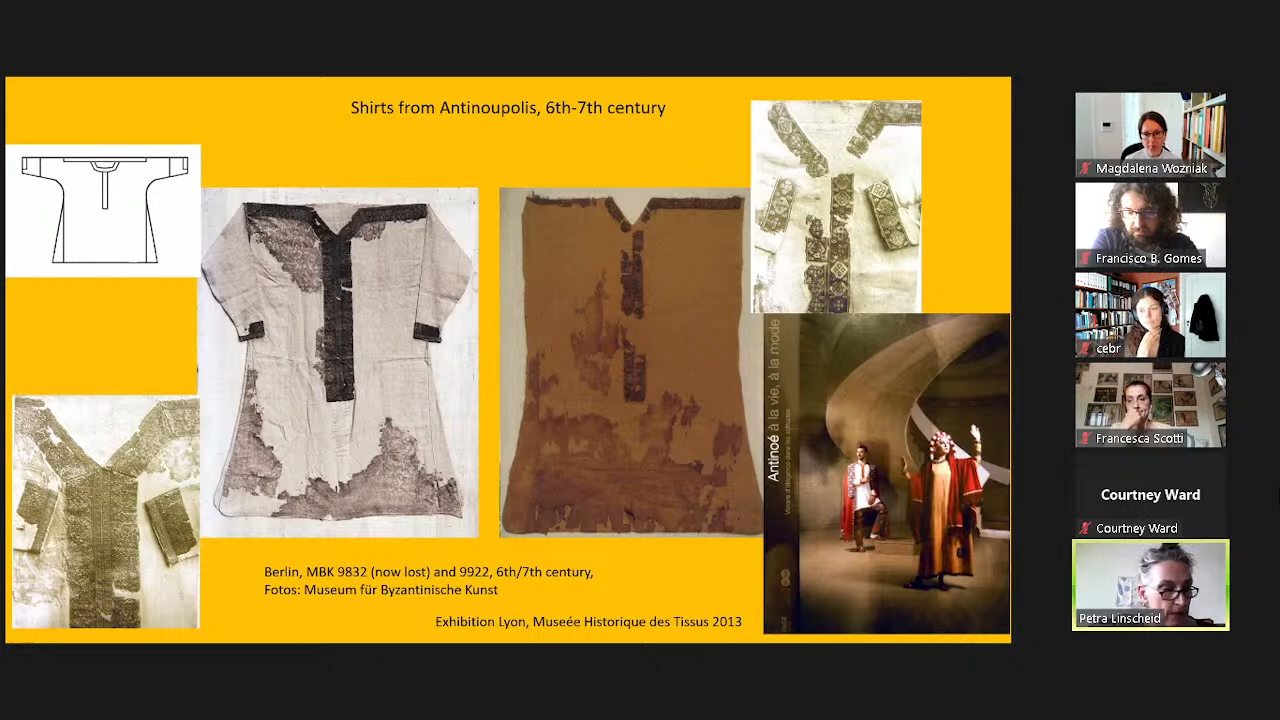 Shirts from Antinoupolis, 6th-7th century
Antinoé à la vie, à la mode
Berlin, MBK 9832 (now lost) and 9922, 6th/7th century,
Fotos: Museum für Byzantinische Kunst
Exhibition Lyon, Museée Historique des Tissus 2013
Magdalena Wozniak
Francisco B. Gomes
cebr
Francesca Scotti
Courtney Ward
Courtney Ward
Petra Linscheid